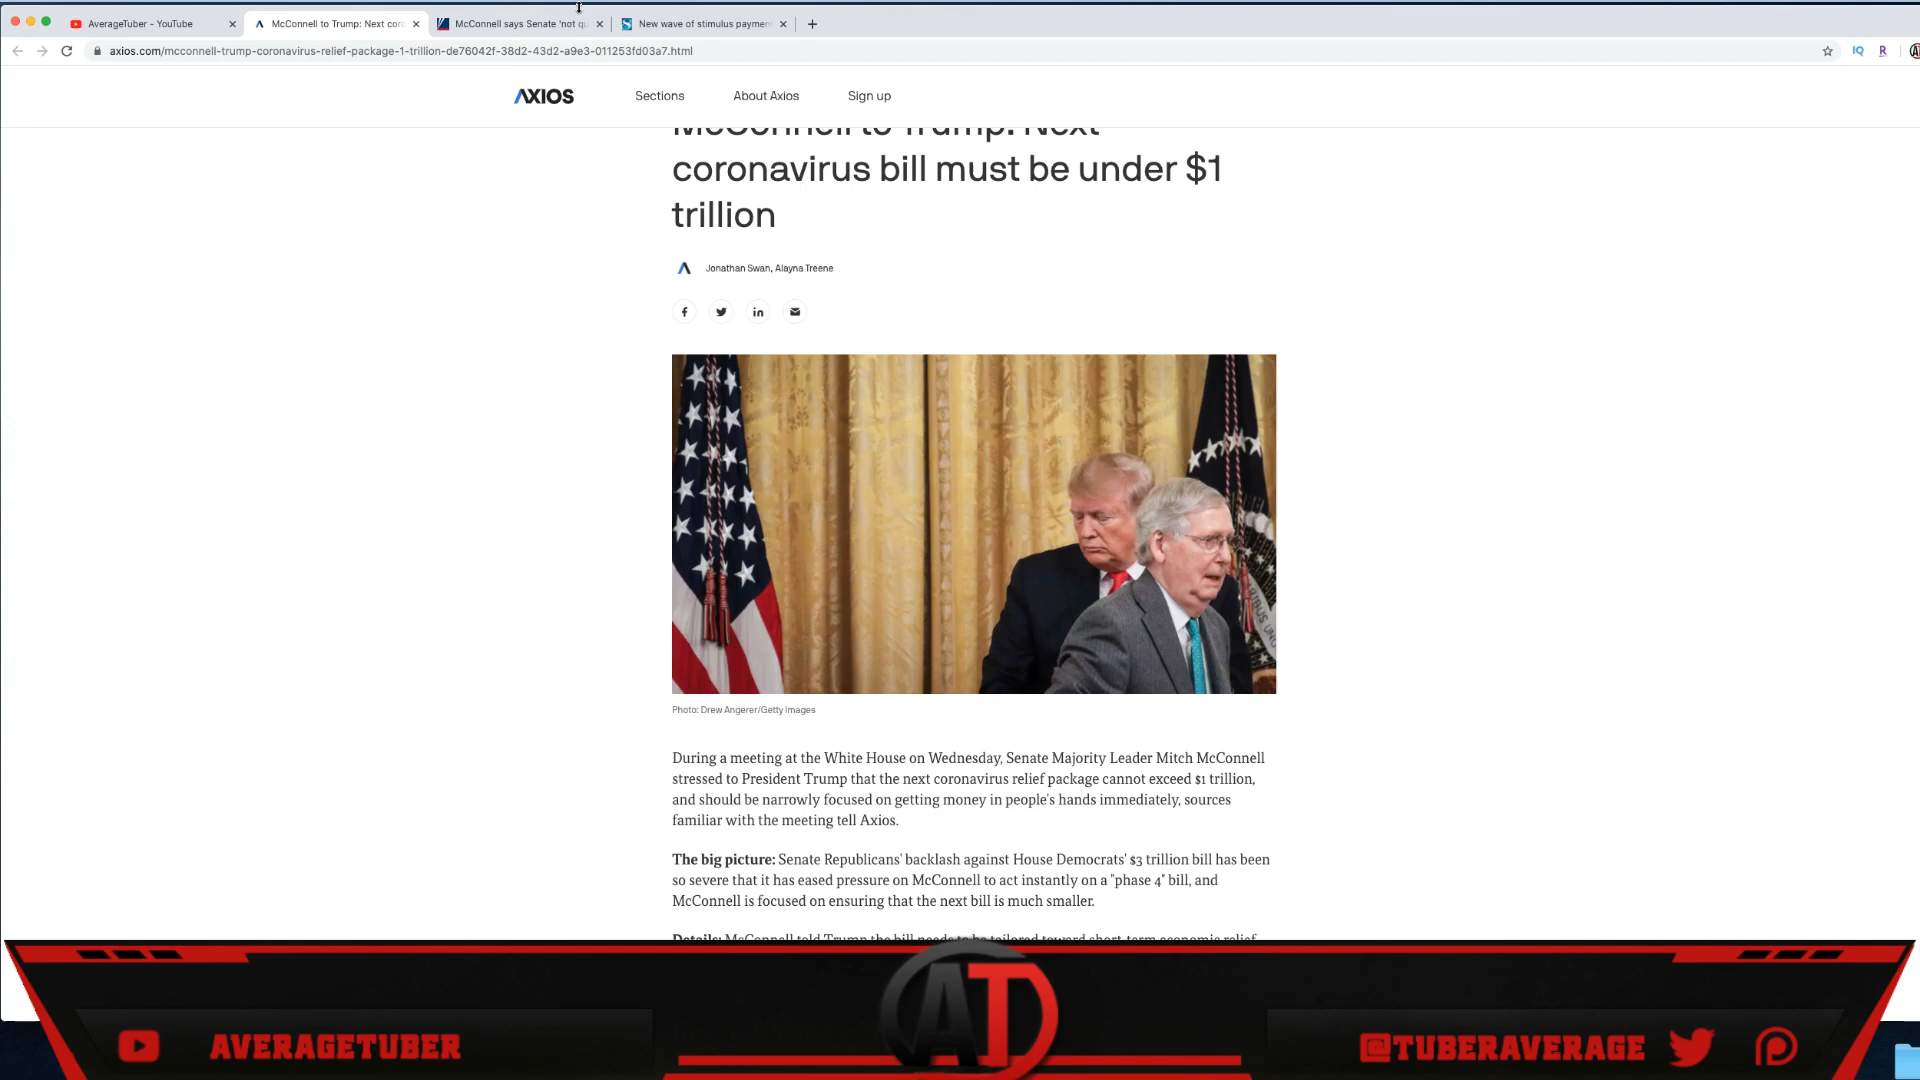 AverageTuber - YouTube
McConnell to Trump: Next cor
McConnell says Senate 'not qu
New wave of stimulus payment
axios.com/mcconnell-trump-coronavirus-relief-package-1-trillion-de76042f-38d2-43d2-a9e3-011253fd03a7.html
IQ
R
AXIOS
Sections
About Axios
Sign up
McConnell to Trump: Next
coronavirus bill must be under $1
trillion
Jonathan Swan, Alayna Treene
Photo: Drew Angerer/Getty Images
During a meeting at the White House on Wednesday, Senate Majority Leader Mitch McConnell
stressed to President Trump that the next coronavirus relief package cannot exceed $1 trillion,
and should be narrowly focused on getting money in people's hands immediately, sources
familiar with the meeting tell Axios.
The big picture: Senate Republicans' backlash against House Democrats' $3 trillion bill has been
so severe that it has eased pressure on McConnell to act instantly on a "phase 4" bill, and
McConnell is focused on ensuring that the next bill is much smaller.
Details: McConnell told Trump the bill needs to be tailored toward short-term economic relief
AT
AVERAGETUBER
@TUBERAVERAGE